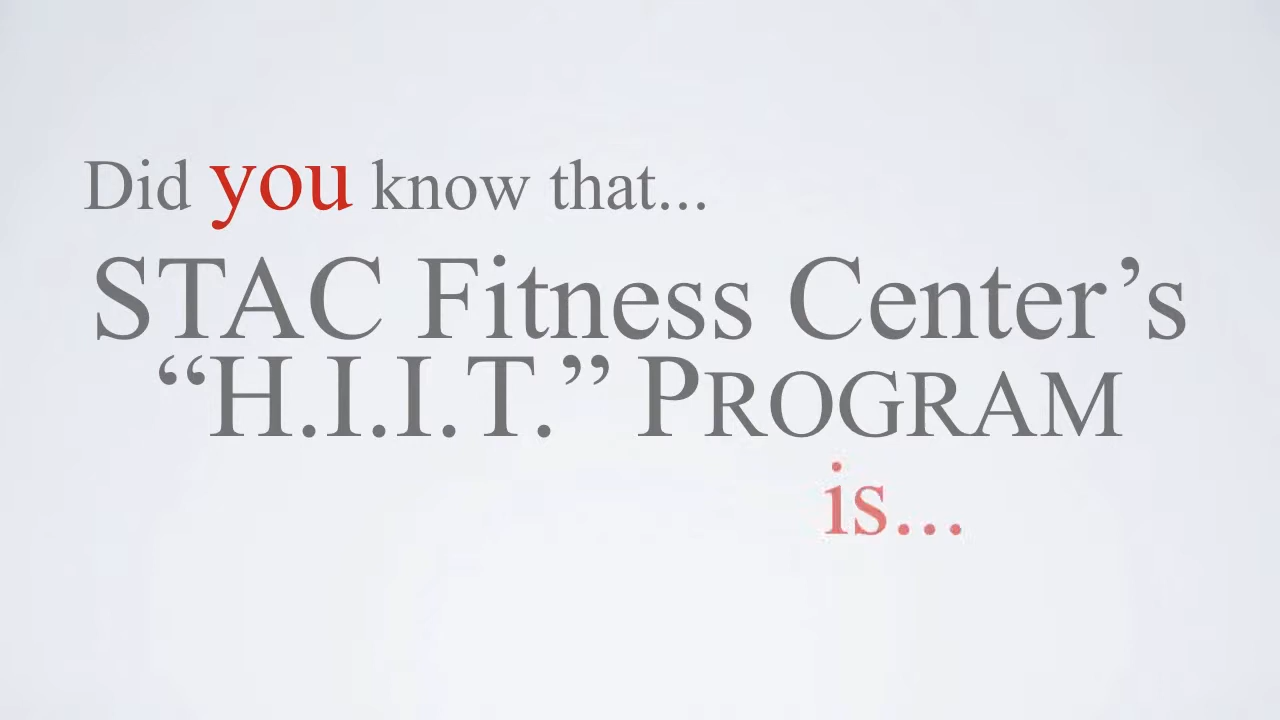 Did you know that...
STAC Fitness Center’s
“H.I.I.T.” PROGRAM
is...